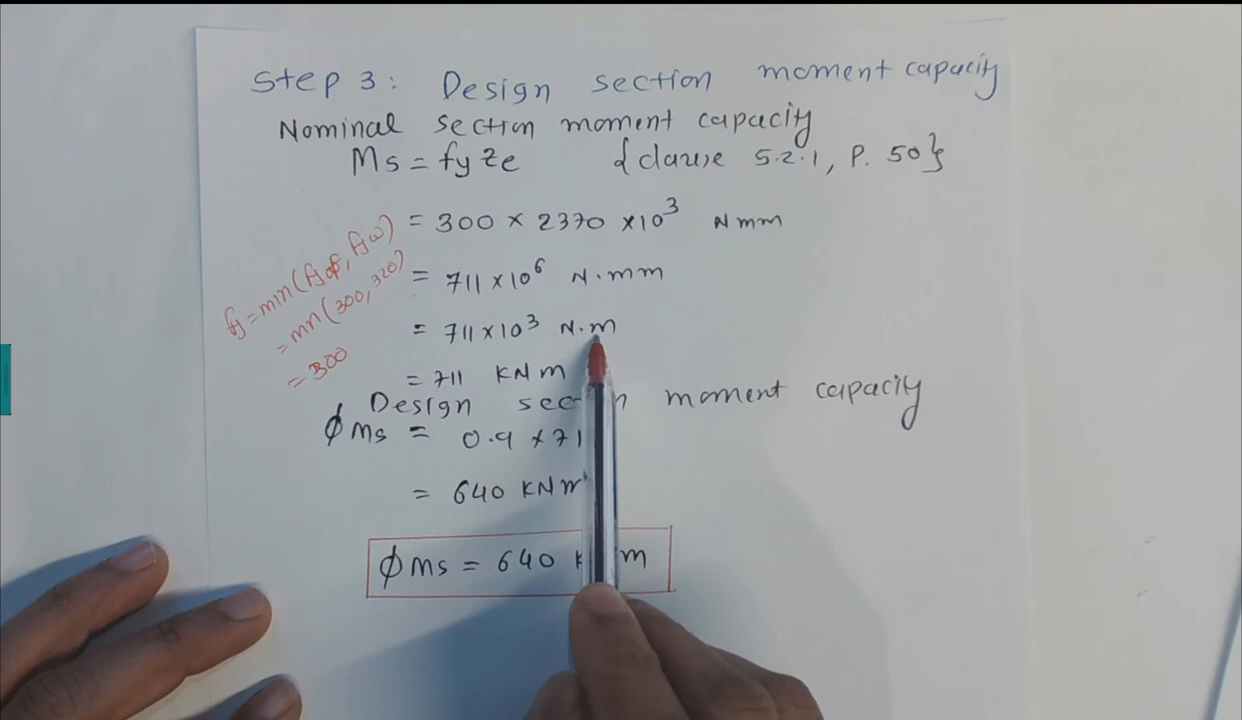 Step 3: Design section moment capacity
Nominal section moment capacity
Ms = fy Ze {clause 5.2.1, P. 50}
= 300 × 2370 × 10³ Nmm
= 711 × 10⁶ N.mm
= 711 × 10³ N.m
= 711 KNm
fy = min(fyf, fyw)
= min(300, 320)
= 300
Design sec n moment capacity
φMs = 0.9 × 71
= 640 KNm
φMs = 640 k m